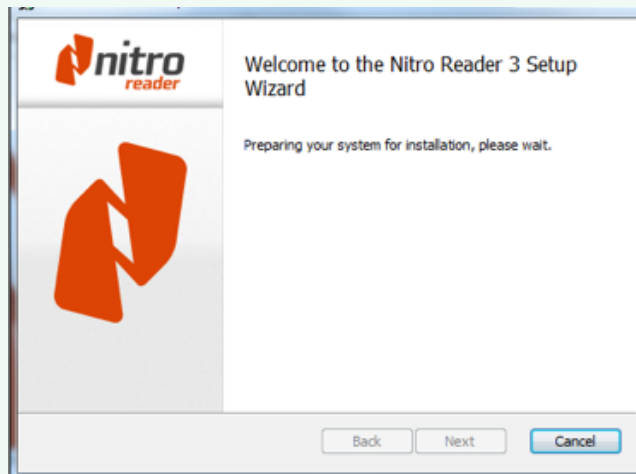 nitro
reader
Welcome to the Nitro Reader 3 Setup
Wizard
Preparing your system for installation, please wait.
Back
Next
Cancel